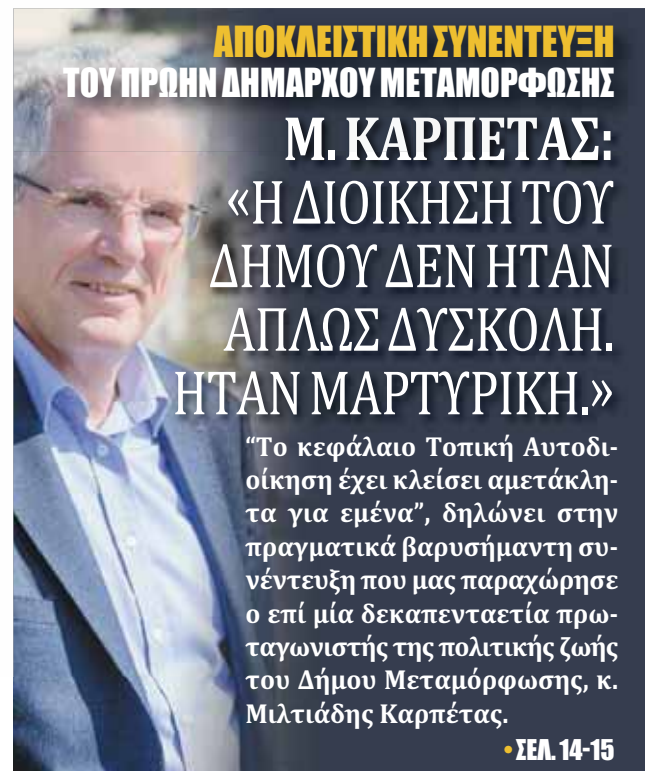 ΑΠΟΚΛΕΙΣΤΙΚΗ ΣΥΝΕΝΤΕΥΞΗ
ΤΟΥ ΠΡΩΗΝ ΔΗΜΑΡΧΟΥ ΜΕΤΑΜΟΡΦΩΣΗΣ
Μ. ΚΑΡΠΕΤΑΣ:
«Η ΔΙΟΙΚΗΣΗ ΤΟΥ
ΔΗΜΟΥ ΔΕΝ ΗΤΑΝ
ΑΠΛΩΣ ΔΥΣΚΟΛΗ.
ΗΤΑΝ ΜΑΡΤΥΡΙΚΗ.»
“Το κεφάλαιο Τοπική Αυτοδι-
οίκηση έχει κλείσει αμετάκλη-
τα για εμένα”, δηλώνει στην
πραγματικά βαρυσήμαντη συ-
νέντευξη που μας παραχώρησε
ο επί μία δεκαπενταετία πρω-
ταγωνιστής της πολιτικής ζωής
του Δήμου Μεταμόρφωσης, κ.
Μιλτιάδης Καρπέτας.
• ΣΕΛ. 14-15